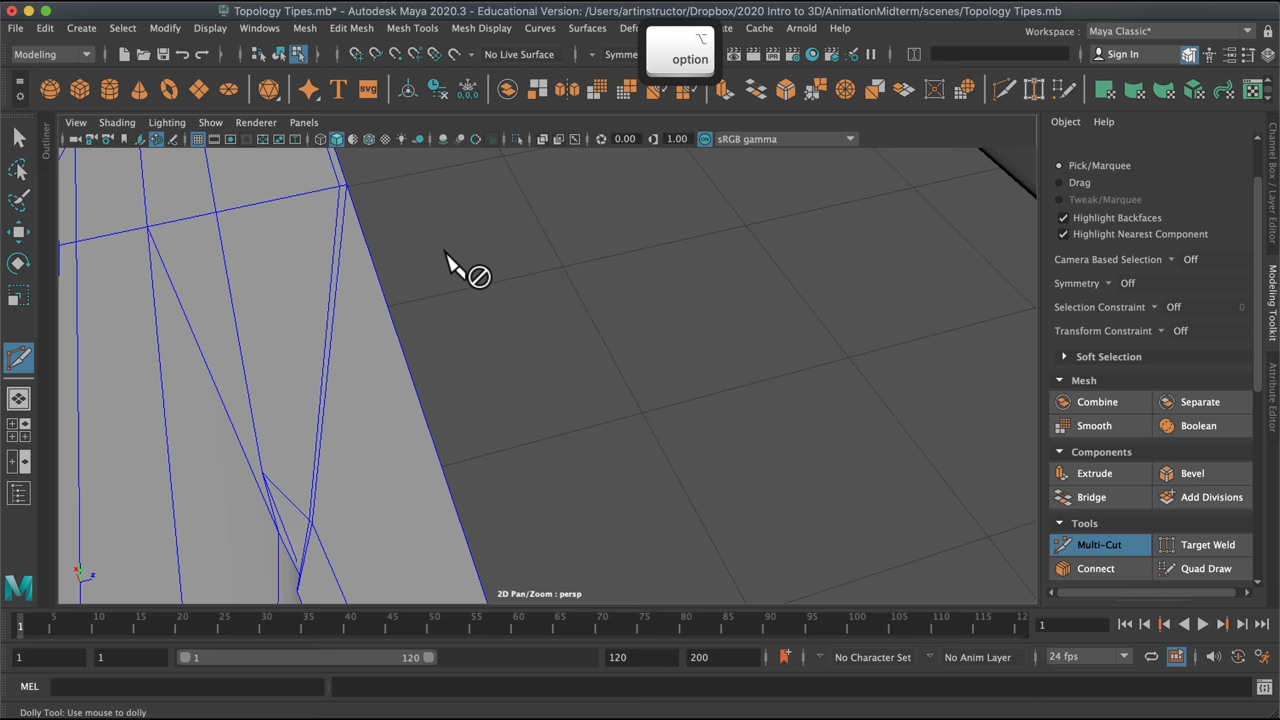 Topology Tipes.mb* - Autodesk Maya 2020.3 - Educational Version: /Users/artinstructor/Dropbox/2020 Intro to 3D/AnimationMidterm/scenes/Topology Tipes.mb
File Edit Create Select Modify Display Windows Mesh Edit Mesh Mesh Tools Mesh Display Curves Surfaces Cache Arnold Help
Workspace : Maya Classic*
⌥
option
Modeling No Live Surface Sign In
T svg 0,0,0
View Shading Lighting Show Renderer Panels
0.00 1.00 sRGB gamma
Outliner
Object Help
Pick/Marquee
Drag
Tweak/Marquee
Highlight Backfaces
Highlight Nearest Component
Camera Based Selection Off
Symmetry Off
Selection Constraint Off 0
Transform Constraint Off
Soft Selection
Mesh
Combine Separate
Smooth Boolean
Components
Extrude Bevel
Bridge Add Divisions
Tools
Multi-Cut Target Weld
Connect Quad Draw
Channel Box / Layer Editor
Modeling Toolkit
Attribute Editor
x z
2D Pan/Zoom : persp
1 5 10 15 20 25 30 35 40 45 50 55 60 65 70 75 80 85 90 95 100 105 110 115 12 1
1 1 1 120 120 200 No Character Set No Anim Layer 24 fps
MEL
Dolly Tool: Use mouse to dolly